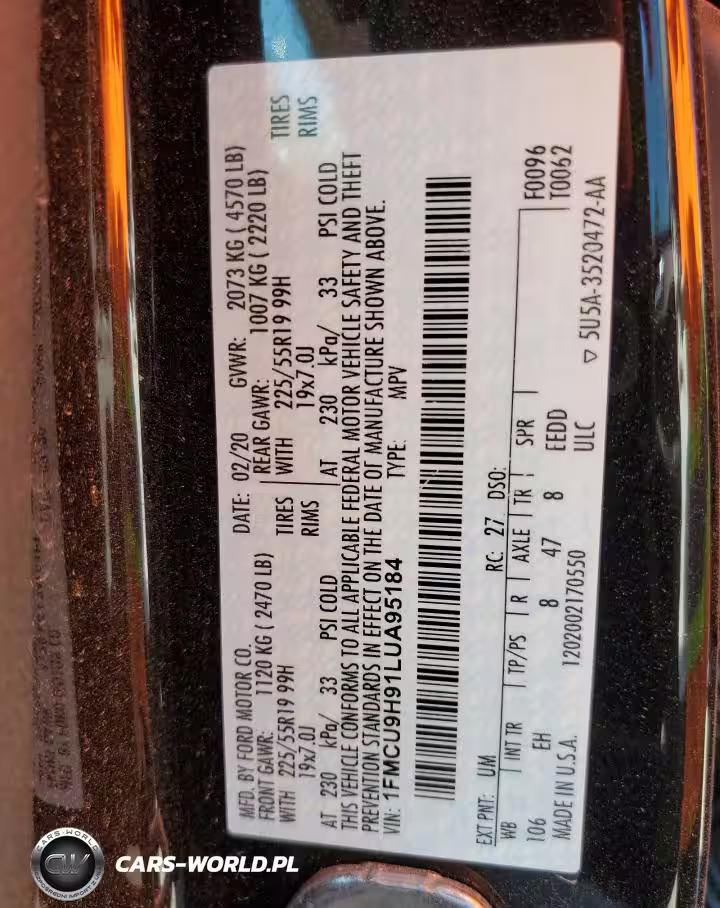 MFD. BY FORD MOTOR CO.
DATE: 02/20 GVWR: 2073 KG ( 4570 LB)
FRONT GAWR: 1120 KG ( 2470 LB) REAR GAWR: 1007 KG ( 2220 LB)
WITH 225/55R19 99H TIRES WITH 225/55R19 99H TIRES
19x7.0J RIMS 19x7.0J RIMS
AT 230 kPa/ 33 PSI COLD AT 230 kPa/ 33 PSI COLD
THIS VEHICLE CONFORMS TO ALL APPLICABLE FEDERAL MOTOR VEHICLE SAFETY AND THEFT
PREVENTION STANDARDS IN EFFECT ON THE DATE OF MANUFACTURE SHOWN ABOVE.
VIN: 1FMCU9H91LUA95184 TYPE: MPV
EXT PNT: UM RC: 27 DSO:
WB INT TR TP/PS R AXLE TR SPR F0096
106 EH 8 47 8 EEDD T0062
MADE IN U.S.A. 1202002170550 ULC
▽ 5U5A-3520472-AA
CARS-WORLD
CW
CARS-WORLD.PL